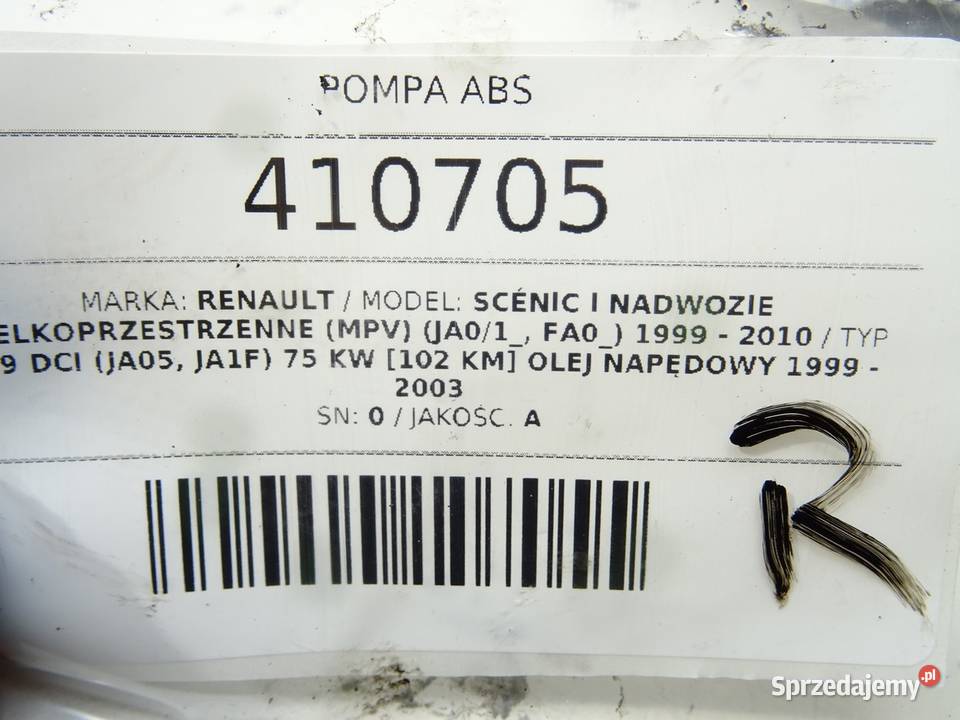 POMPA ABS
410705
MARKA: RENAULT / MODEL: SCÉNIC I NADWOZIE
ELKOPRZESTRZENNE (MPV) (JA0/1_, FA0_) 1999 - 2010 / TYP
9 DCI (JA05, JA1F) 75 KW [102 KM] OLEJ NAPĘDOWY 1999 -
2003
SN: 0 / JAKOŚĆ. A
R
Sprzedajemy.pl